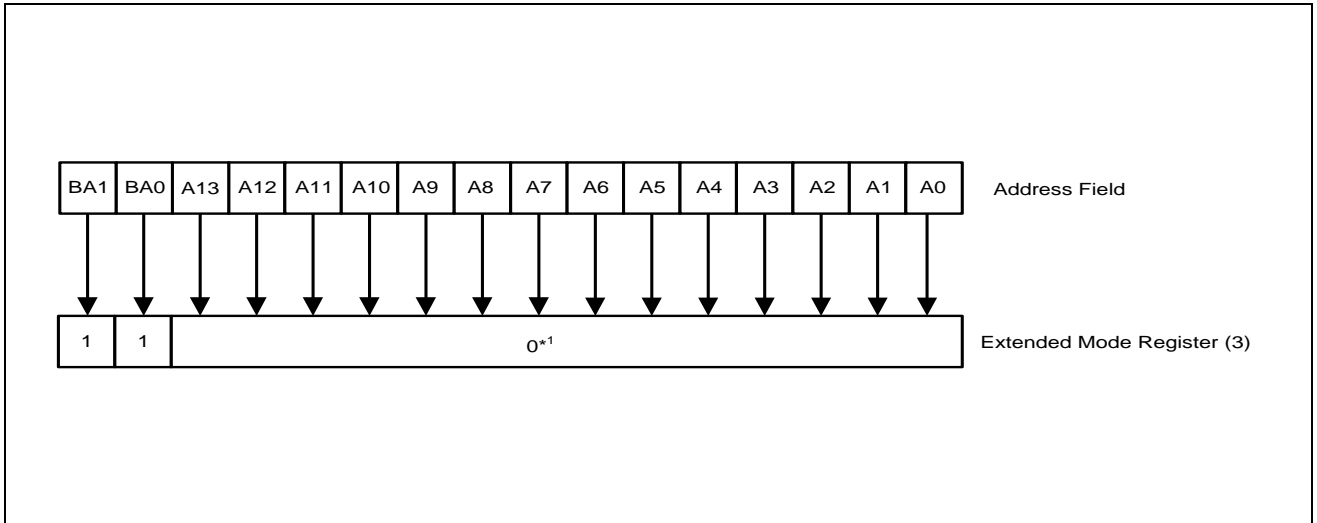 BA1 BA0 A13 A12 A11 A10 A9 A8 A7 A6 A5 A4 A3 A2 A1 A0 Address Field
1 1 0*1 Extended Mode Register (3)